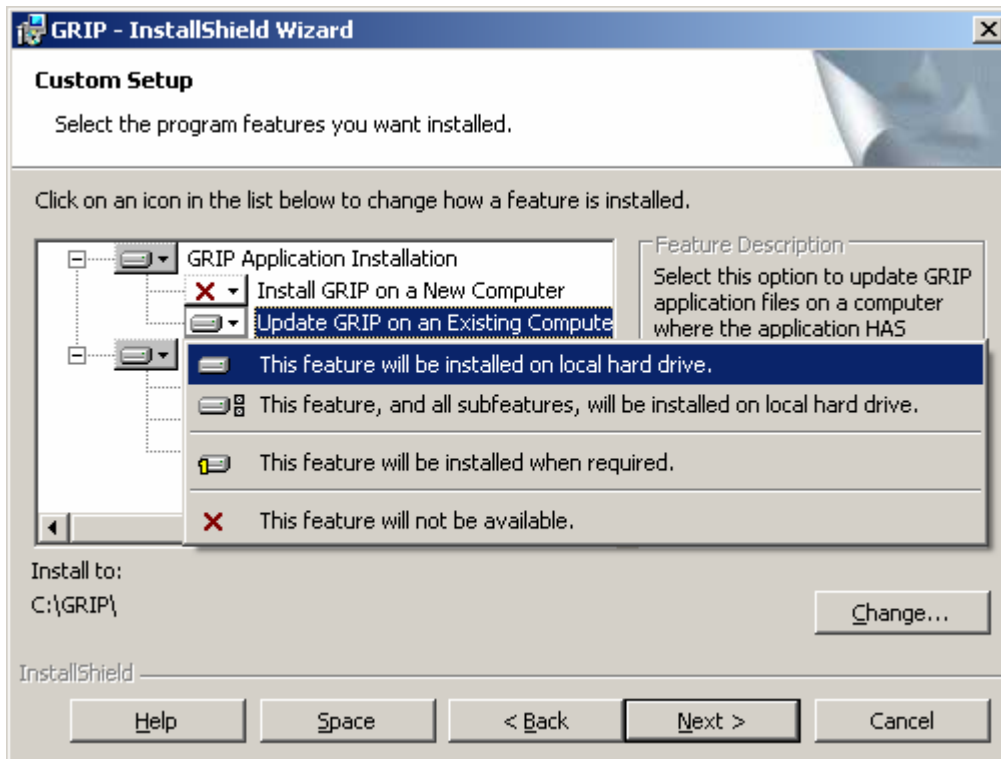 GRIP - InstallShield Wizard
Custom Setup
Select the program features you want installed.
Click on an icon in the list below to change how a feature is installed.
GRIP Application Installation
Install GRIP on a New Computer
Update GRIP on an Existing Compute
Feature Description
Select this option to update GRIP
application files on a computer
where the application HAS
This feature will be installed on local hard drive.
This feature, and all subfeatures, will be installed on local hard drive.
This feature will be installed when required.
This feature will not be available.
Install to:
C:\GRIP\
Change...
InstallShield
Help
Space
< Back
Next >
Cancel